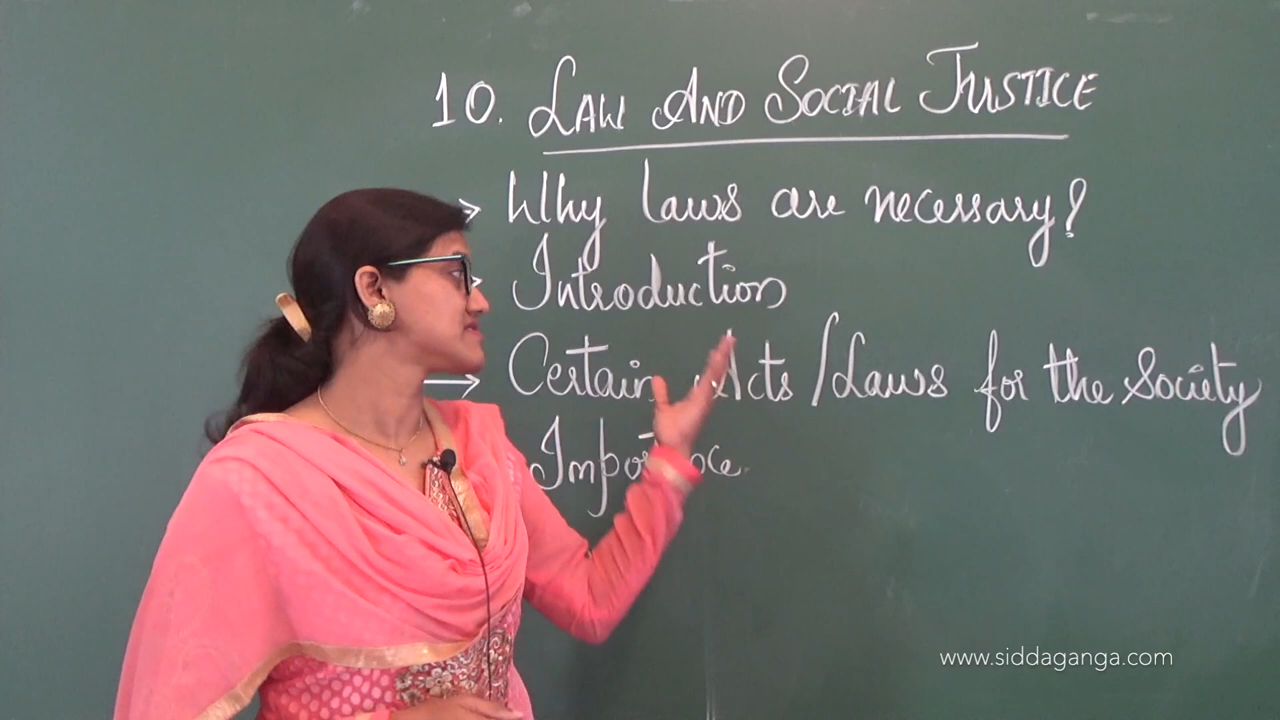 10. LAW AND SOCIAL JUSTICE
→ Why laws are necessary?
Introduction
→ Certain Acts / Laws for the Society
www.siddaganga.com